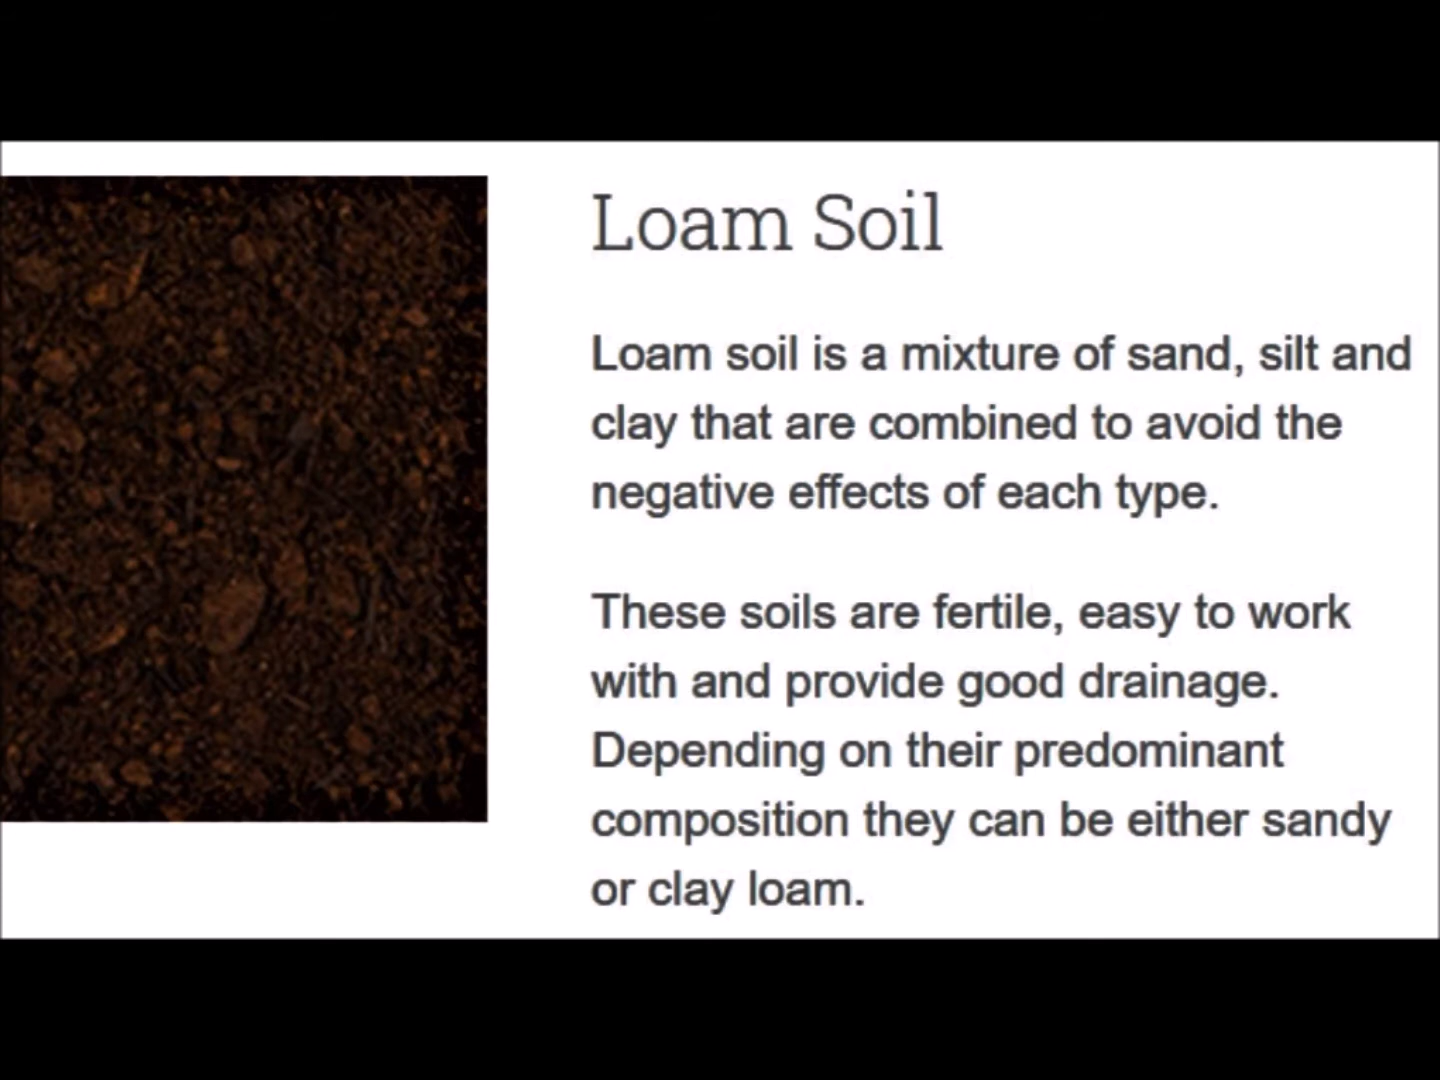 Loam Soil
Loam soil is a mixture of sand, silt and
clay that are combined to avoid the
negative effects of each type.
These soils are fertile, easy to work
with and provide good drainage.
Depending on their predominant
composition they can be either sandy
or clay loam.